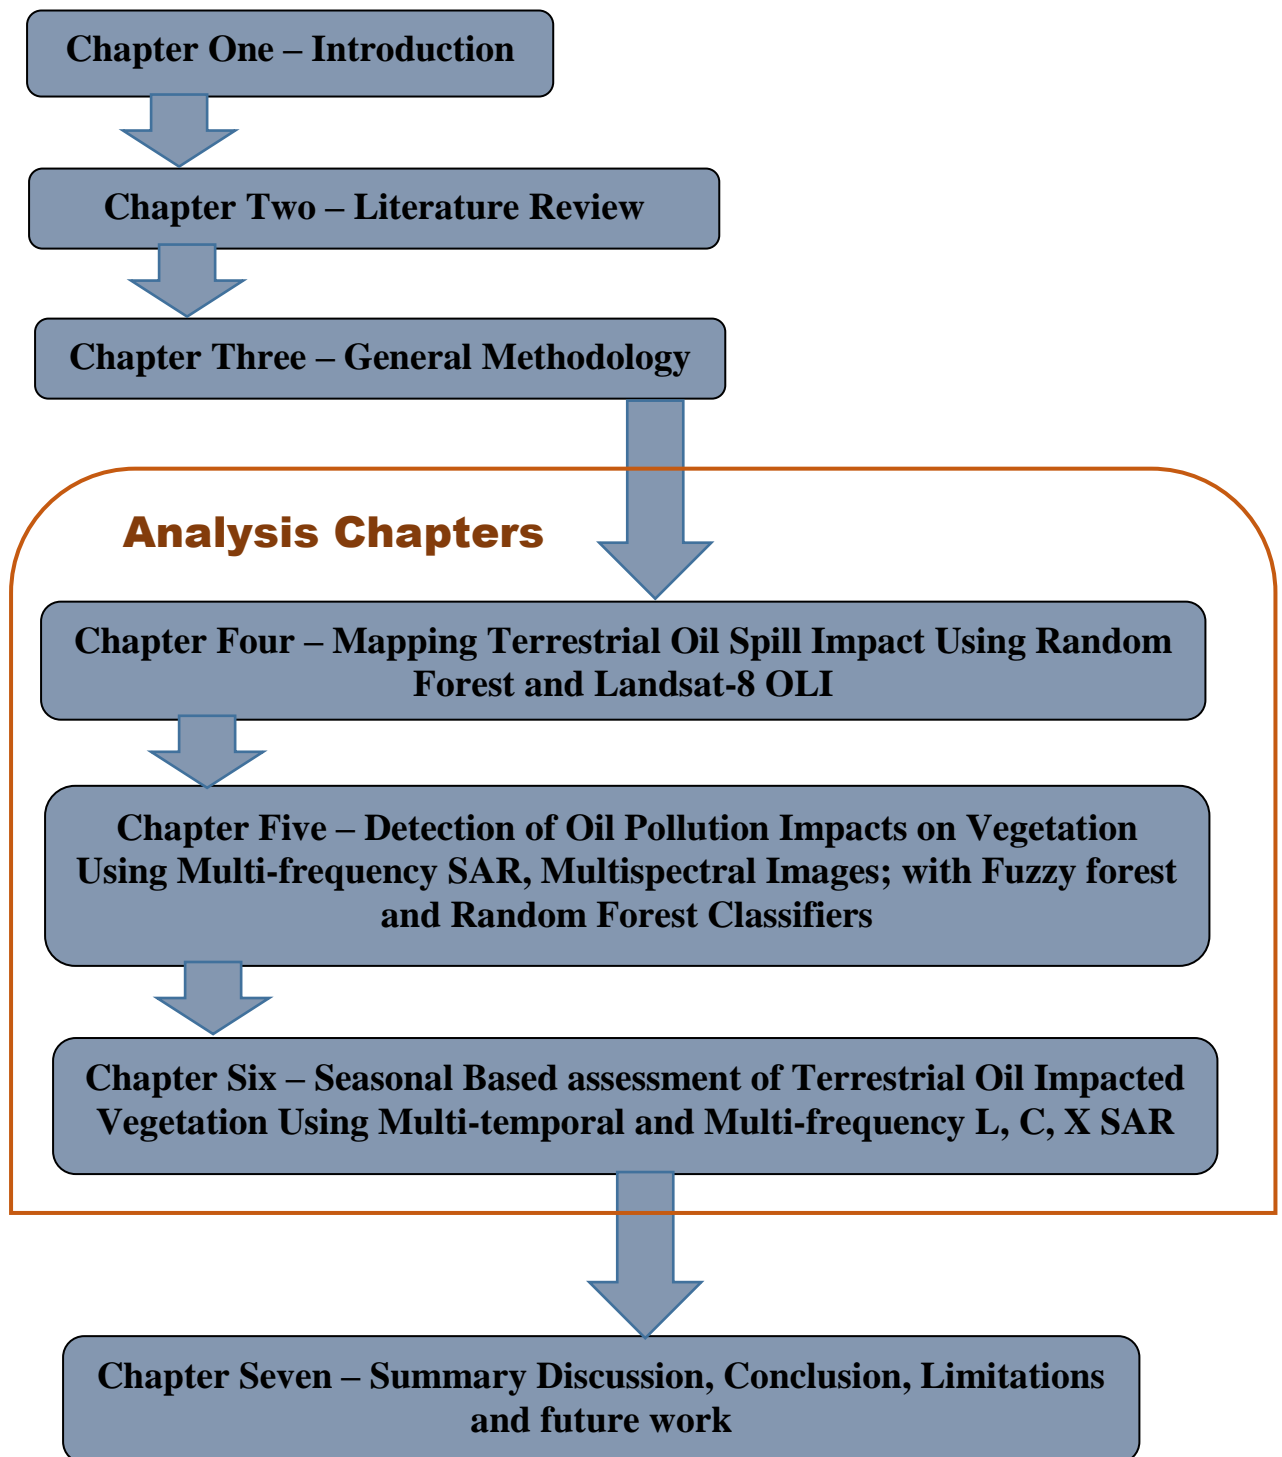 Chapter One – Introduction
Chapter Two – Literature Review
Chapter Three – General Methodology
Analysis Chapters
Chapter Four – Mapping Terrestrial Oil Spill Impact Using Random
Forest and Landsat-8 OLI
Chapter Five – Detection of Oil Pollution Impacts on Vegetation
Using Multi-frequency SAR, Multispectral Images; with Fuzzy forest
and Random Forest Classifiers
Chapter Six – Seasonal Based assessment of Terrestrial Oil Impacted
Vegetation Using Multi-temporal and Multi-frequency L, C, X SAR
Chapter Seven – Summary Discussion, Conclusion, Limitations
and future work